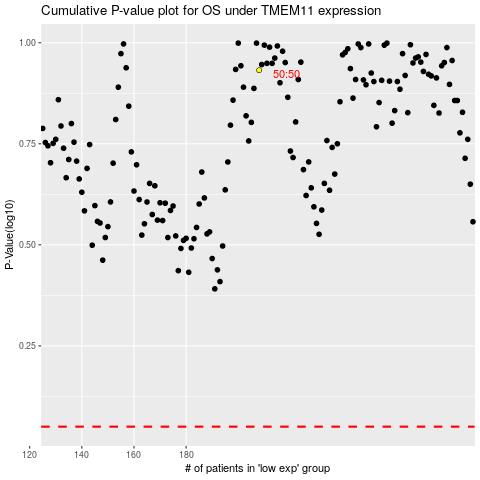 Cumulative P-value plot for OS under TMEM11 expression
1.00
50:50
0.75
P-Value(log10)
0.50
0.25
120 140 160 180
# of patients in 'low exp' group